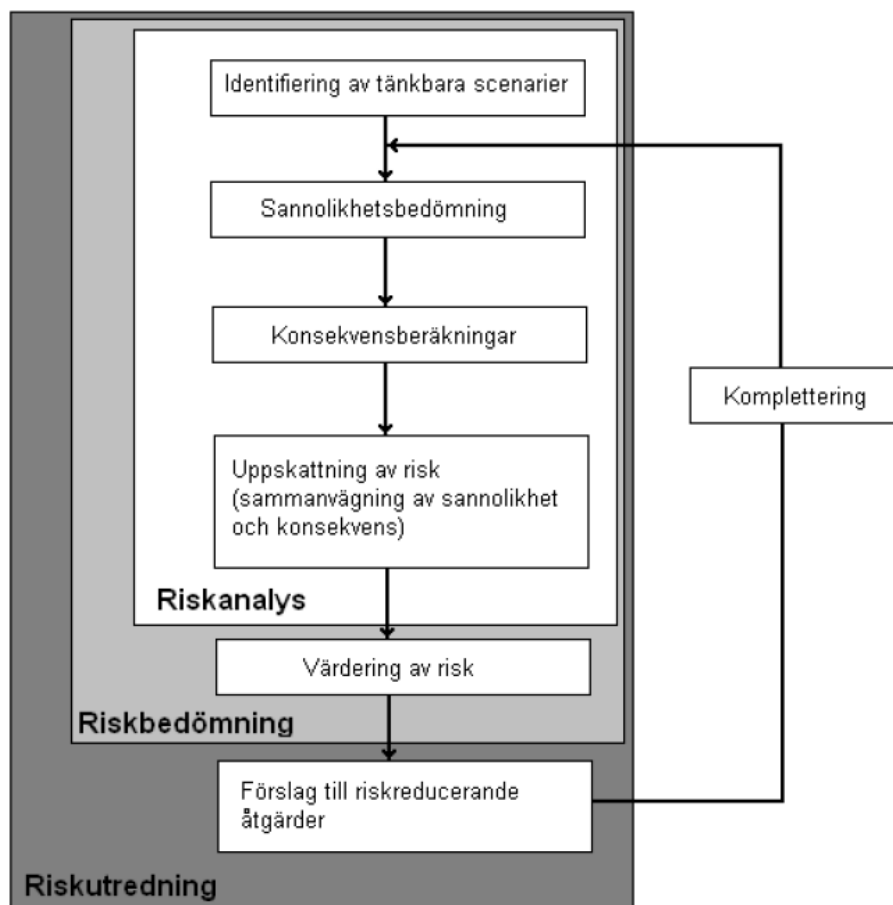 Identifiering av tänkbara scenarier
Sannolikhetsbedömning
Konsekvensberäkningar
Komplettering
Uppskattning av risk
(sammanvägning av sannolikhet
och konsekvens)
Riskanalys
Värdering av risk
Riskbedömning
Förslag till riskreducerande
åtgärder
Riskutredning